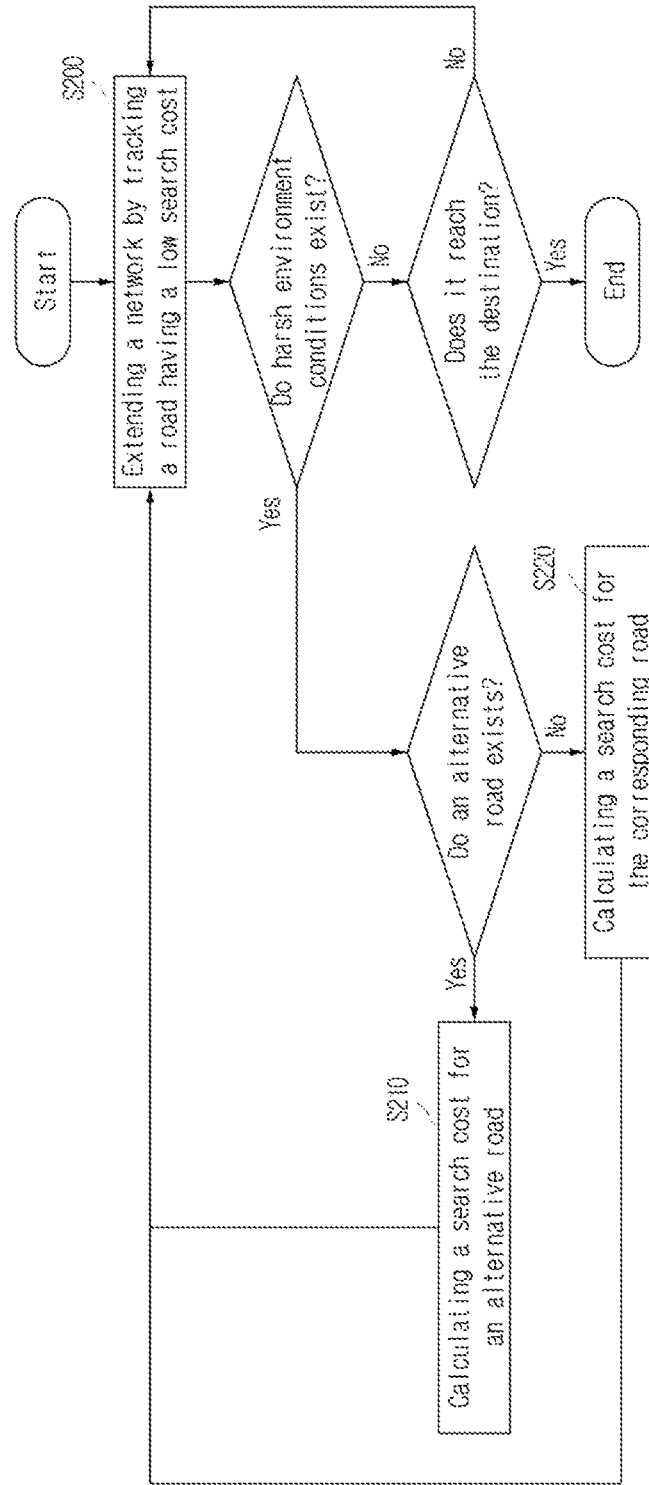 Start
S200
Extending a network by tracking
a road having a low search cost
Do harsh environment
conditions exist?
Yes
No
Does it reach
the destination?
No
Yes
End
Do an alternative
road exists?
Yes
No
S210
Calculating a search cost for
an alternative road
S220
Calculating a search cost for
the corresponding road